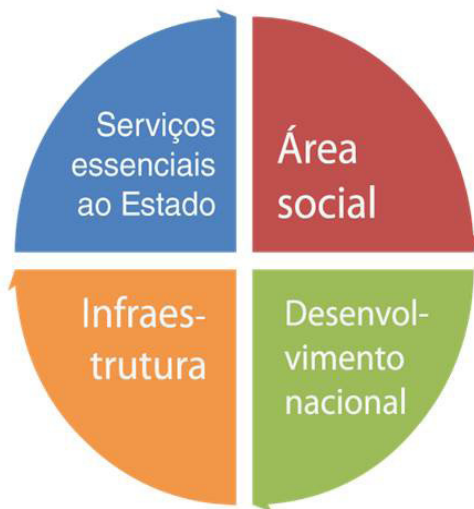 Serviços
essenciais
ao Estado
Área
social
Infraes-
trutura
Desenvol-
vimento
nacional